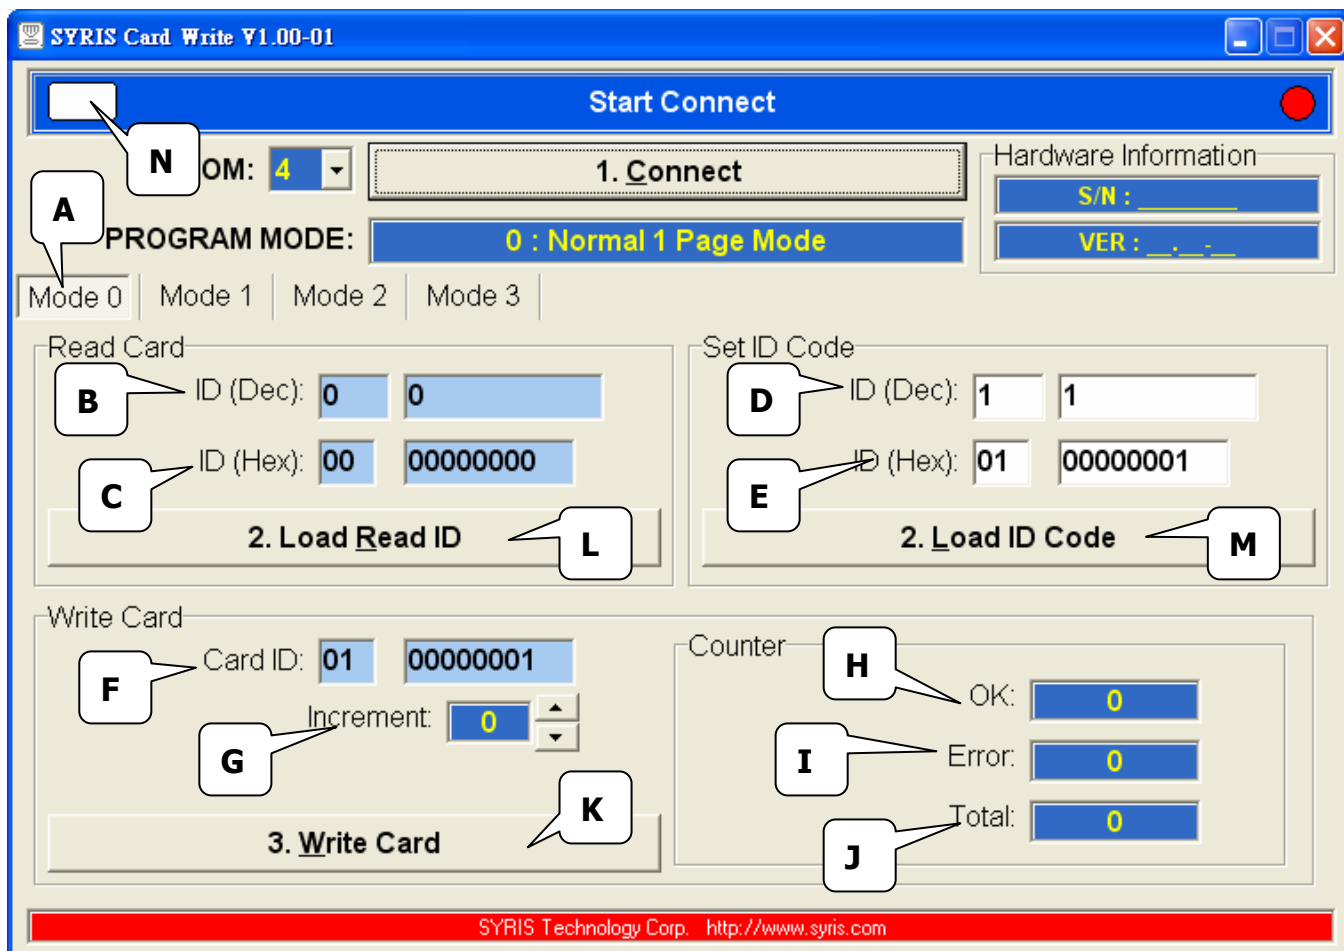 SYRIS Card Write V1.00-01
Start Connect
N
OM: 4 1. Connect
Hardware Information
S/N : _______
VER : __.__-__
A
PROGRAM MODE: 0 : Normal 1 Page Mode
Mode 0 Mode 1 Mode 2 Mode 3
Read Card
B ID (Dec): 0 0
C ID (Hex): 00 00000000
2. Load Read ID L
Set ID Code
D ID (Dec): 1 1
E ID (Hex): 01 00000001
2. Load ID Code M
Write Card
F Card ID: 01 00000001
G Increment: 0
K
3. Write Card
Counter
H OK: 0
I Error: 0
J Total: 0
SYRIS Technology Corp. http://www.syris.com